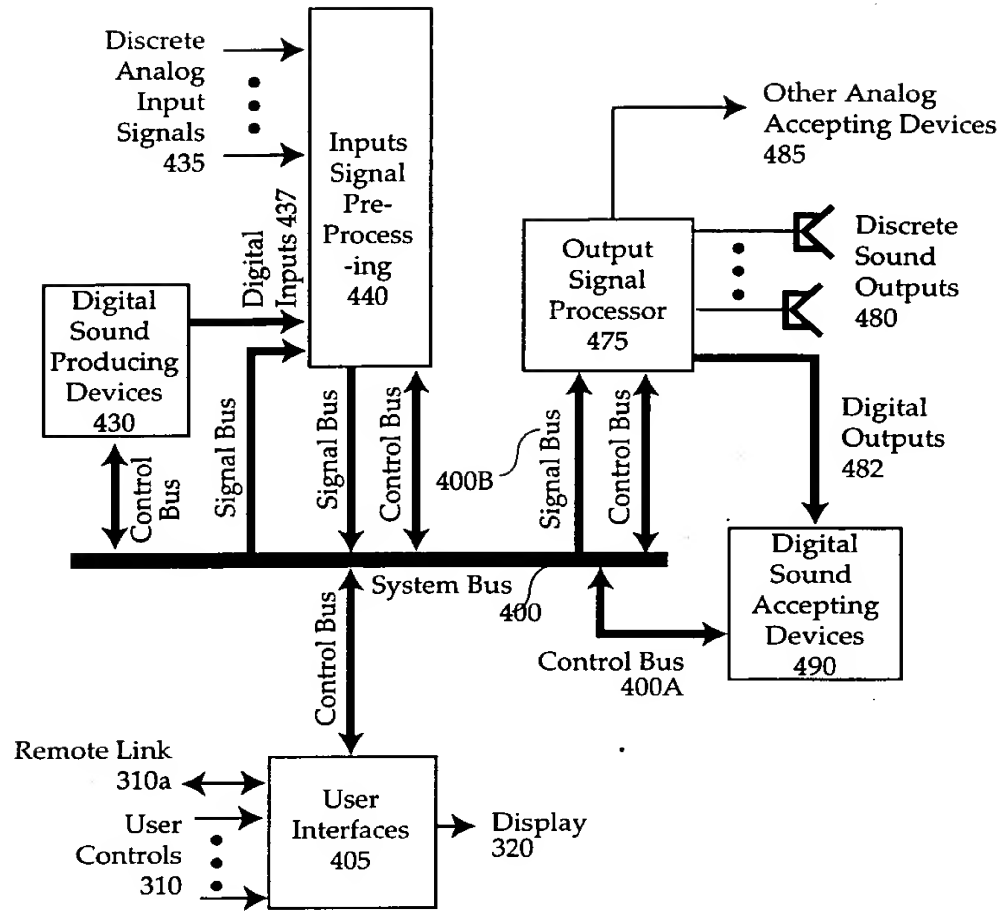 Discrete
Analog
Input
Signals
435
Digital
Inputs 437
Inputs
Signal
Pre-
Process
-ing
440
Other Analog
Accepting Devices
485
Output
Signal
Processor
475
Discrete
Sound
Outputs
480
Digital
Sound
Producing
Devices
430
Digital
Outputs
482
Control
Bus
Signal Bus
Signal Bus
Control Bus
400B
Signal Bus
Control Bus
System Bus
400
Digital
Sound
Accepting
Devices
490
Control Bus
400A
Control Bus
Remote Link
310a
User
Controls
310
User
Interfaces
405
Display
320